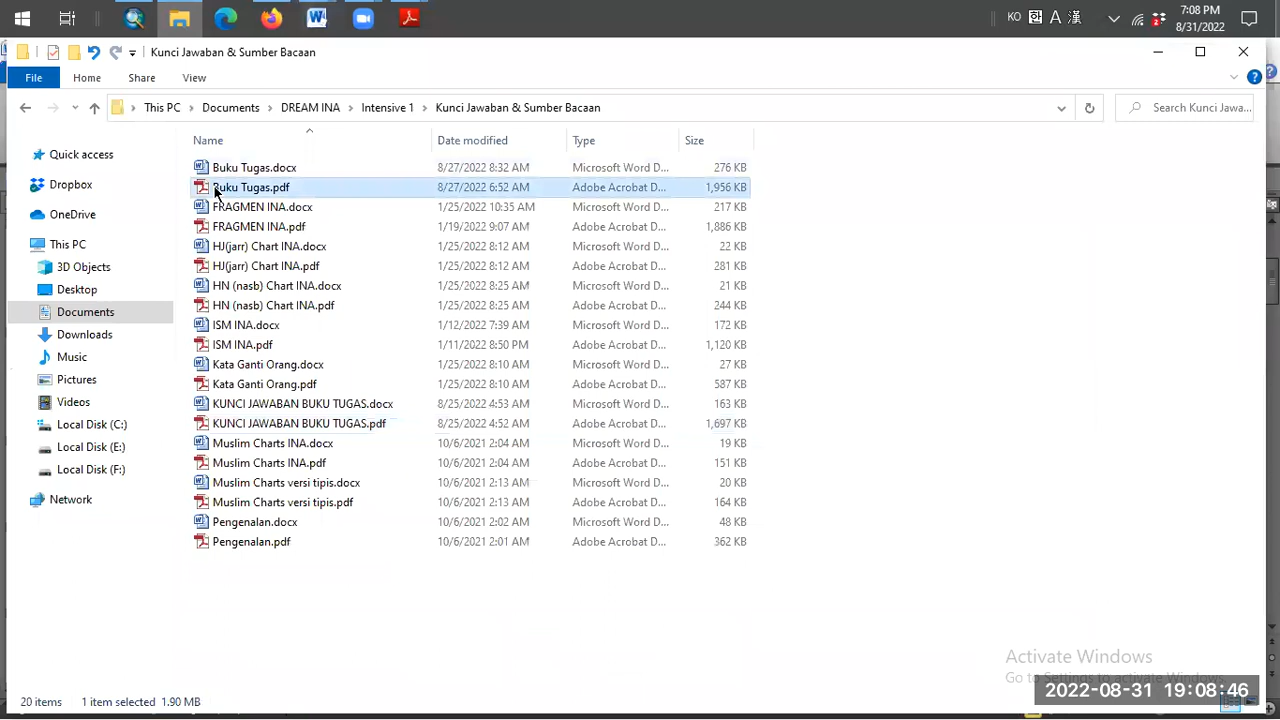 KO 韓 A 漢
7:08 PM
8/31/2022
Kunci Jawaban & Sumber Bacaan
File Home Share View
This PC > Documents > DREAM INA > Intensive 1 > Kunci Jawaban & Sumber Bacaan
Search Kunci Jawa...
Name Date modified Type Size
Quick access
Dropbox
OneDrive
This PC
3D Objects
Desktop
Documents
Downloads
Music
Pictures
Videos
Local Disk (C:)
Local Disk (E:)
Local Disk (F:)
Network
Buku Tugas.docx 8/27/2022 8:32 AM Microsoft Word D... 276 KB
Buku Tugas.pdf 8/27/2022 6:52 AM Adobe Acrobat D... 1,956 KB
FRAGMEN INA.docx 1/25/2022 10:35 AM Microsoft Word D... 217 KB
FRAGMEN INA.pdf 1/19/2022 9:07 AM Adobe Acrobat D... 1,886 KB
HJ(jarr) Chart INA.docx 1/25/2022 8:12 AM Microsoft Word D... 22 KB
HJ(jarr) Chart INA.pdf 1/25/2022 8:12 AM Adobe Acrobat D... 281 KB
HN (nasb) Chart INA.docx 1/25/2022 8:25 AM Microsoft Word D... 21 KB
HN (nasb) Chart INA.pdf 1/25/2022 8:25 AM Adobe Acrobat D... 244 KB
ISM INA.docx 1/12/2022 7:39 AM Microsoft Word D... 172 KB
ISM INA.pdf 1/11/2022 8:50 PM Adobe Acrobat D... 1,120 KB
Kata Ganti Orang.docx 1/25/2022 8:10 AM Microsoft Word D... 27 KB
Kata Ganti Orang.pdf 1/25/2022 8:10 AM Adobe Acrobat D... 587 KB
KUNCI JAWABAN BUKU TUGAS.docx 8/25/2022 4:53 AM Microsoft Word D... 163 KB
KUNCI JAWABAN BUKU TUGAS.pdf 8/25/2022 4:52 AM Adobe Acrobat D... 1,697 KB
Muslim Charts INA.docx 10/6/2021 2:04 AM Microsoft Word D... 19 KB
Muslim Charts INA.pdf 10/6/2021 2:04 AM Adobe Acrobat D... 151 KB
Muslim Charts versi tipis.docx 10/6/2021 2:13 AM Microsoft Word D... 20 KB
Muslim Charts versi tipis.pdf 10/6/2021 2:13 AM Adobe Acrobat D... 164 KB
Pengenalan.docx 10/6/2021 2:02 AM Microsoft Word D... 48 KB
Pengenalan.pdf 10/6/2021 2:01 AM Adobe Acrobat D... 362 KB
Activate Windows
Go to Settings to activate Windows.
2022-08-31 19:08:46
20 items 1 item selected 1.90 MB